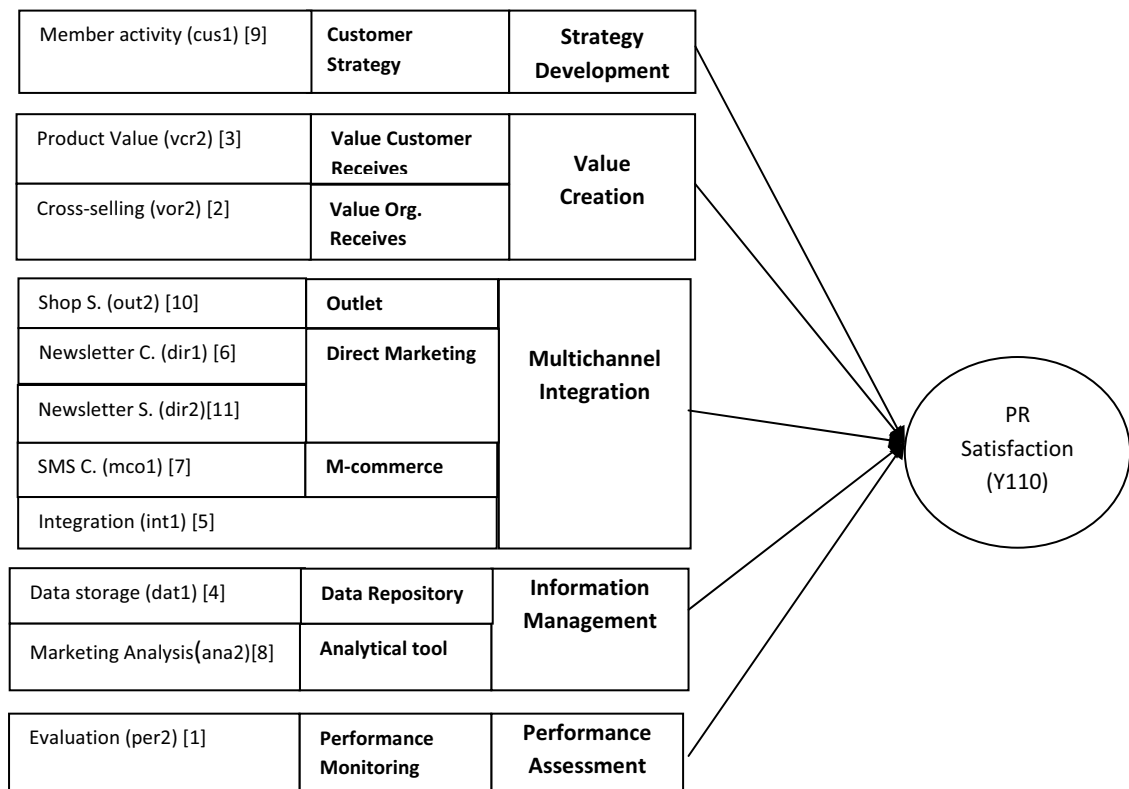 Member activity (cus1) [9]
Customer
Strategy
Strategy
Development
Product Value (vcr2) [3]
Value Customer
Receives
Value
Creation
Cross-selling (vor2) [2]
Value Org.
Receives
Shop S. (out2) [10]
Outlet
Multichannel
Integration
Newsletter C. (dir1) [6]
Direct Marketing
Newsletter S. (dir2)[11]
SMS C. (mco1) [7]
M-commerce
Integration (int1) [5]
Data storage (dat1) [4]
Data Repository
Information
Management
Marketing Analysis(ana2)[8]
Analytical tool
Evaluation (per2) [1]
Performance
Monitoring
Performance
Assessment
PR
Satisfaction
(Y110)